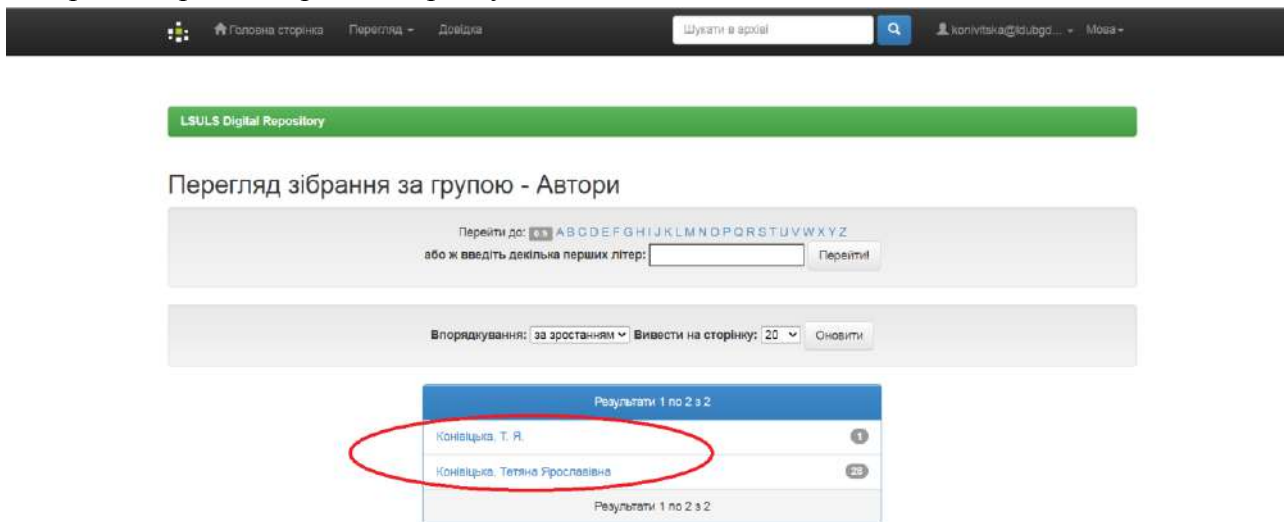 Головна сторінка Перегляд Довідка Шукати в архіві konivitska@ldubgd... Мова
LSULS Digital Repository
Перегляд зібрання за групою - Автори
Перейти до: 0-9 A B C D E F G H I J K L M N O P Q R S T U V W X Y Z
або ж введіть декілька перших літер: Перейти!
Впорядкування: за зростанням Вивести на сторінку: 20 Оновити
Результати 1 по 2 з 2
Конівіцька, Т. Я. 1
Конівіцька, Тетяна Ярославівна 28
Результати 1 по 2 з 2